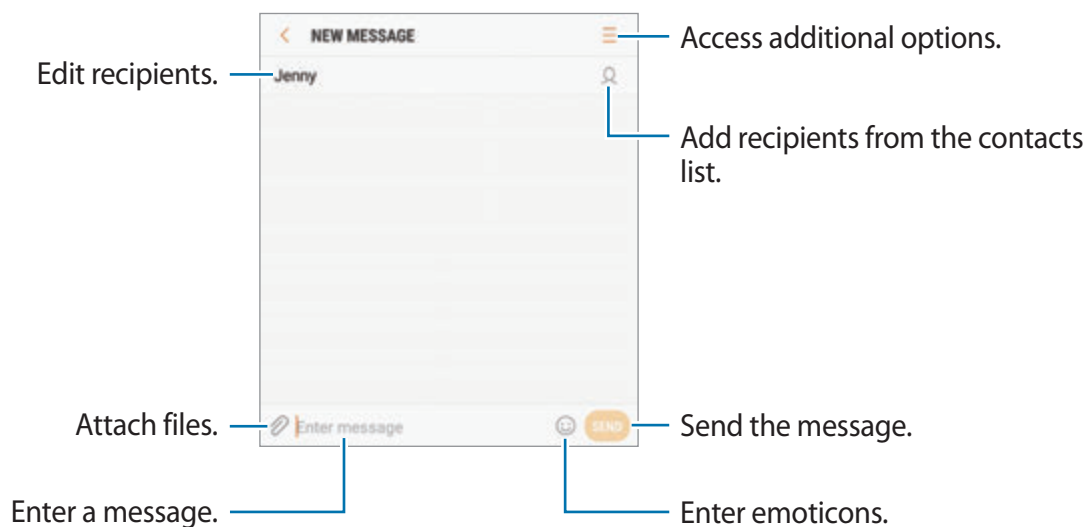 NEW MESSAGE
Access additional options.
Edit recipients.
Jenny
Add recipients from the contacts
list.
Attach files.
Enter message
SEND
Send the message.
Enter a message.
Enter emoticons.